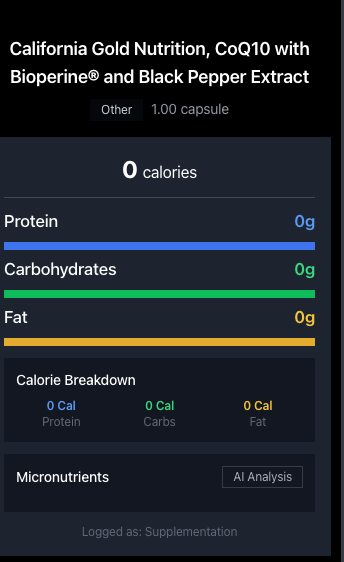 California Gold Nutrition, CoQ10 with
Bioperine® and Black Pepper Extract
Other 1.00 capsule
0 calories
Protein 0g
Carbohydrates 0g
Fat 0g
Calorie Breakdown
0 Cal 0 Cal 0 Cal
Protein Carbs Fat
Micronutrients AI Analysis
Logged as: Supplementation